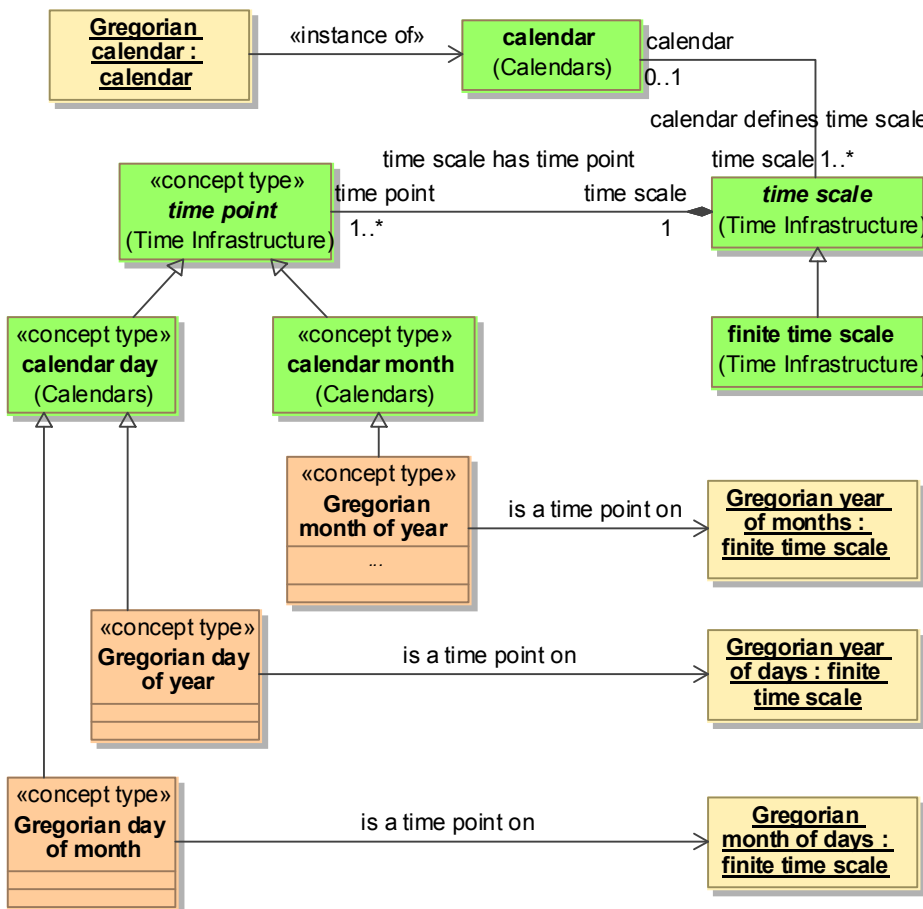 Gregorian
calendar :
calendar
«instance of»
calendar
(Calendars)
calendar
0..1
calendar defines time scale
time scale has time point
time scale 1..*
«concept type»
time point
(Time Infrastructure)
time point
1..*
time scale
1
time scale
(Time Infrastructure)
«concept type»
calendar day
(Calendars)
«concept type»
calendar month
(Calendars)
finite time scale
(Time Infrastructure)
«concept type»
Gregorian
month of year
...
is a time point on
Gregorian year
of months :
finite time scale
«concept type»
Gregorian day
of year
is a time point on
Gregorian year
of days : finite
time scale
«concept type»
Gregorian day
of month
is a time point on
Gregorian
month of days :
finite time scale